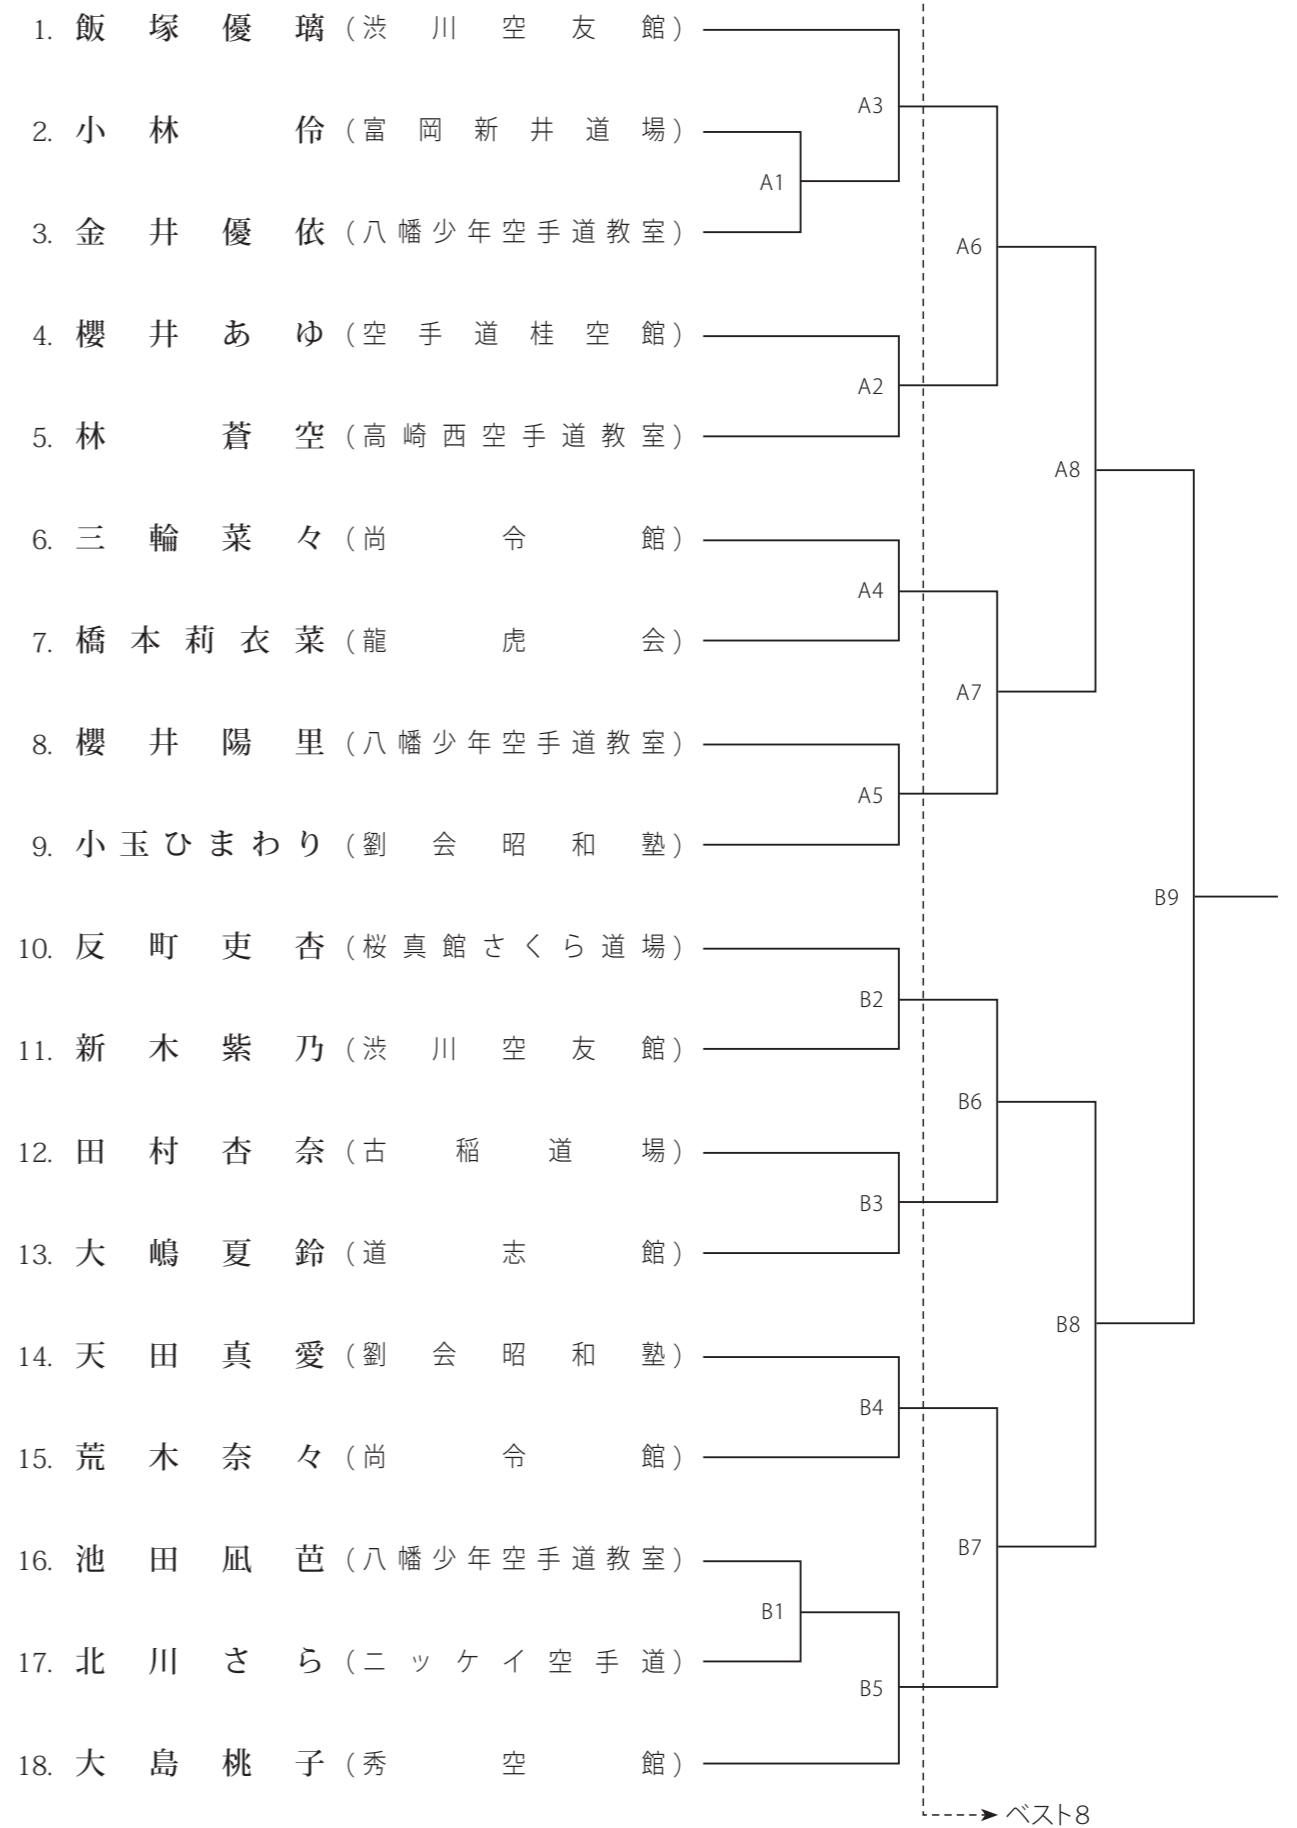 1. 飯塚優璃 (渋川空友館)
A3
2. 小林伶 (富岡新井道場)
A1
3. 金井優依 (八幡少年空手道教室)
A6
4. 櫻井あゆ (空手道桂空館)
A2
5. 林蒼空 (高崎西空手道教室)
A8
6. 三輪菜々 (尚令館)
A4
7. 橋本莉衣菜 (龍虎会)
A7
8. 櫻井陽里 (八幡少年空手道教室)
A5
9. 小玉ひまわり (劉会昭和塾)
B9
10. 反町吏杏 (桜真館さくら道場)
B2
11. 新木紫乃 (渋川空友館)
B6
12. 田村杏奈 (古稲道場)
B3
13. 大嶋夏鈴 (道志館)
B8
14. 天田真愛 (劉会昭和塾)
B4
15. 荒木奈々 (尚令館)
B7
16. 池田凪芭 (八幡少年空手道教室)
B1
17. 北川さら (ニッケイ空手道)
B5
18. 大島桃子 (秀空館)
ベスト8